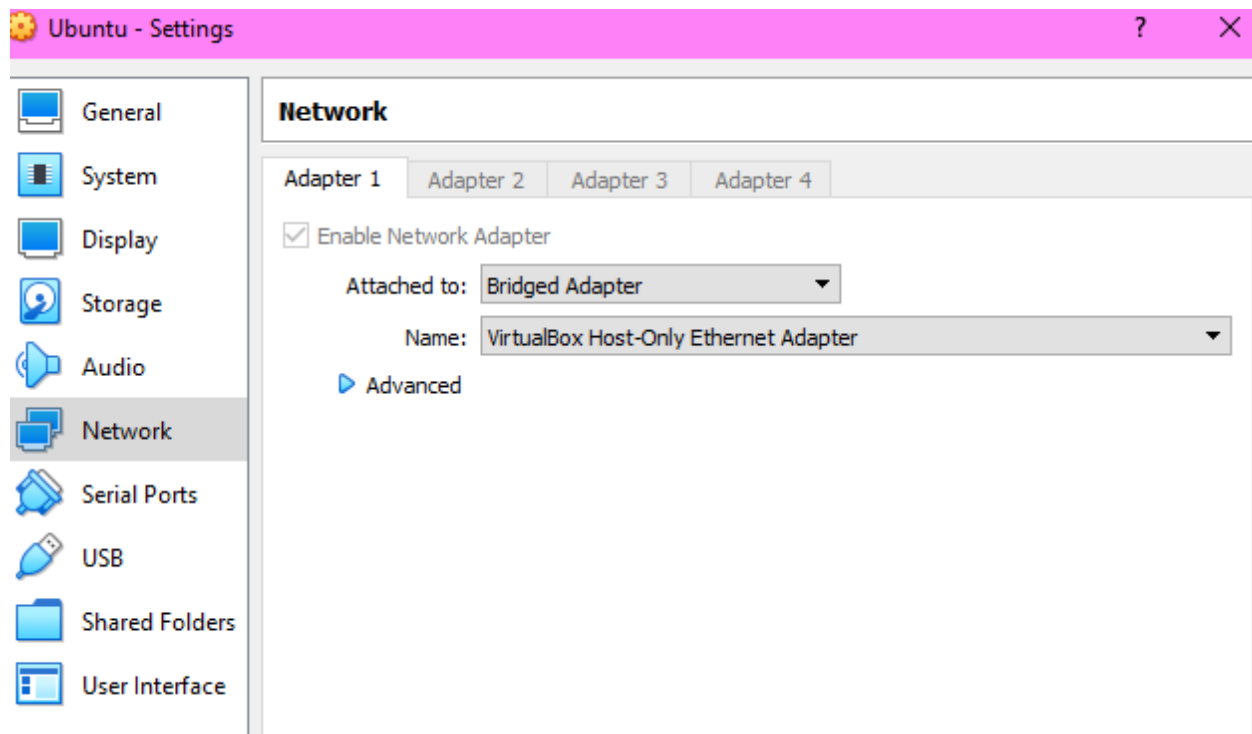 Ubuntu - Settings ?
General
System
Display
Storage
Audio
Network
Serial Ports
USB
Shared Folders
User Interface
Network
Adapter 1 Adapter 2 Adapter 3 Adapter 4
Enable Network Adapter
Attached to: Bridged Adapter
Name: VirtualBox Host-Only Ethernet Adapter
Advanced